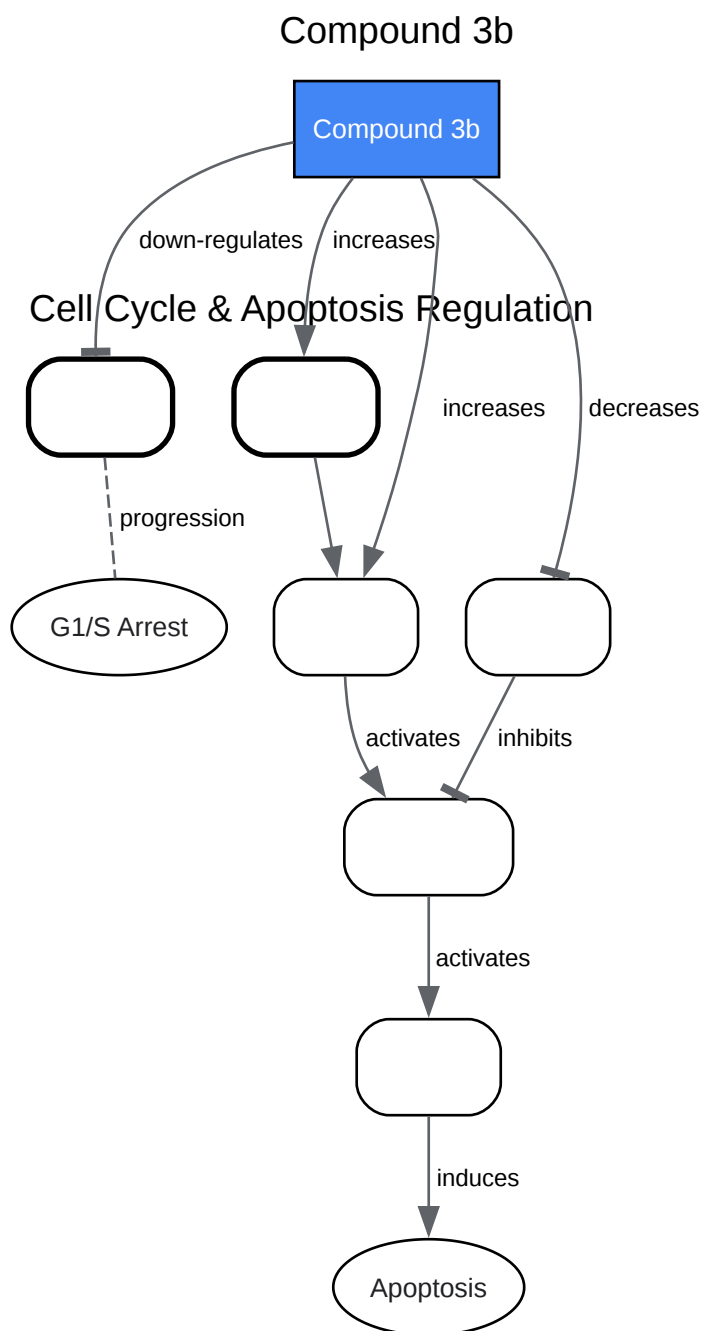 Compound 3b
Compound 3b
down-regulates
increases
Cell Cycle & Apoptosis Regulation
increases
decreases
progression
G1/S Arrest
activates
inhibits
activates
induces
Apoptosis